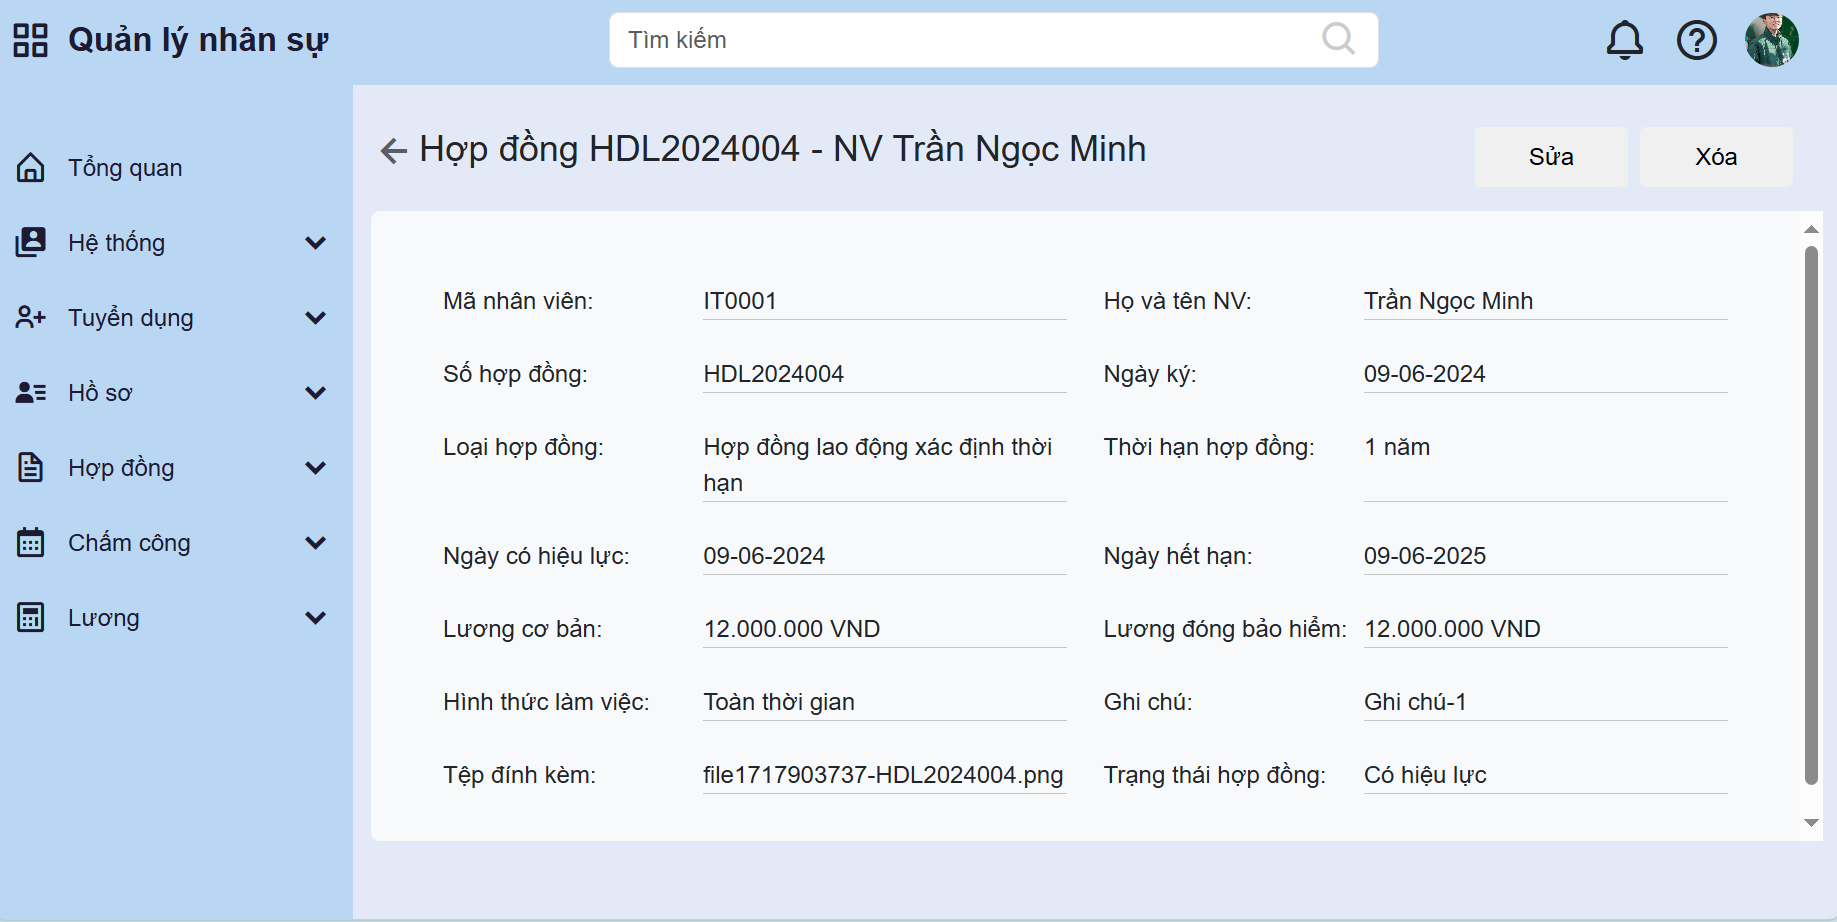 Quản lý nhân sự
Tìm kiếm
Tổng quan
Hệ thống
Tuyển dụng
Hồ sơ
Hợp đồng
Chấm công
Lương
Hợp đồng HDL2024004 - NV Trần Ngọc Minh
Sửa
Xóa
Mã nhân viên: IT0001
Họ và tên NV: Trần Ngọc Minh
Số hợp đồng: HDL2024004
Ngày ký: 09-06-2024
Loại hợp đồng: Hợp đồng lao động xác định thời
hạn
Thời hạn hợp đồng: 1 năm
Ngày có hiệu lực: 09-06-2024
Ngày hết hạn: 09-06-2025
Lương cơ bản: 12.000.000 VND
Lương đóng bảo hiểm: 12.000.000 VND
Hình thức làm việc: Toàn thời gian
Ghi chú: Ghi chú-1
Tệp đính kèm: file1717903737-HDL2024004.png
Trạng thái hợp đồng: Có hiệu lực